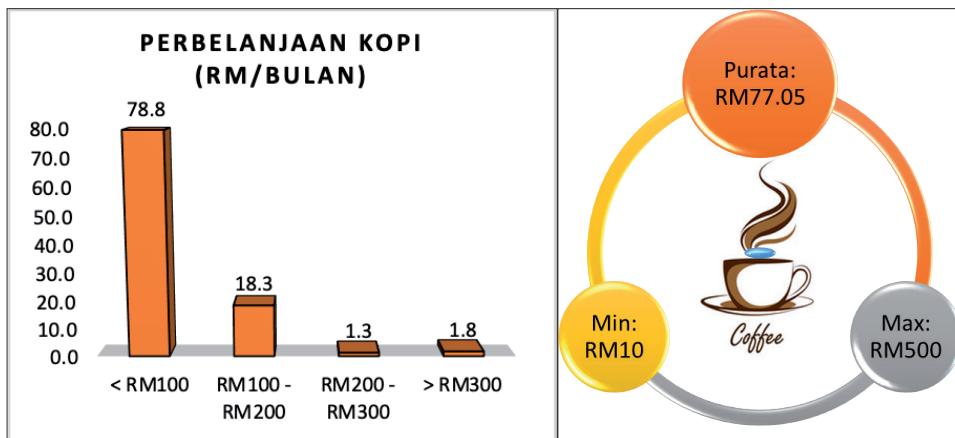 PERBELANJAAN KOPI
(RM/BULAN)
78.8
80.0
70.0
60.0
50.0
40.0
30.0
20.0
10.0
0.0
18.3
1.3
1.8
< RM100
RM100 -
RM200
RM200 -
RM300
> RM300
Purata:
RM77.05
Min:
RM10
Coffee
Max:
RM500